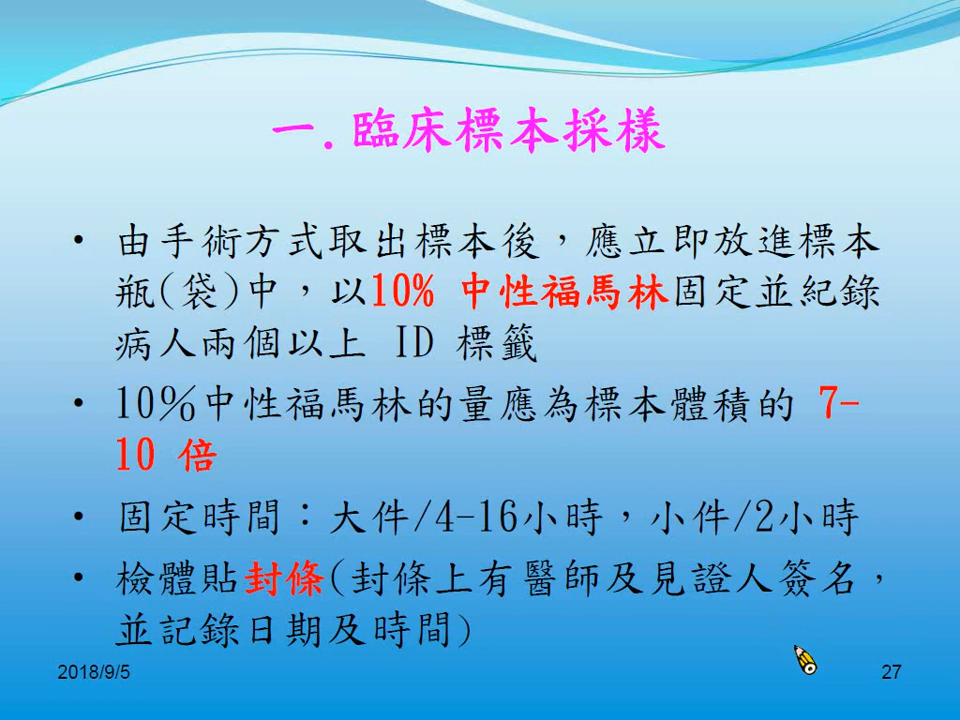 一.臨床標本採樣
• 由手術方式取出標本後，應立即放進標本
瓶(袋)中，以10% 中性福馬林固定並紀錄
病人兩個以上 ID 標籤
• 10％中性福馬林的量應為標本體積的 7-
10 倍
• 固定時間：大件/4-16小時，小件/2小時
• 檢體貼封條(封條上有醫師及見證人簽名，
並記錄日期及時間)
2018/9/5
27